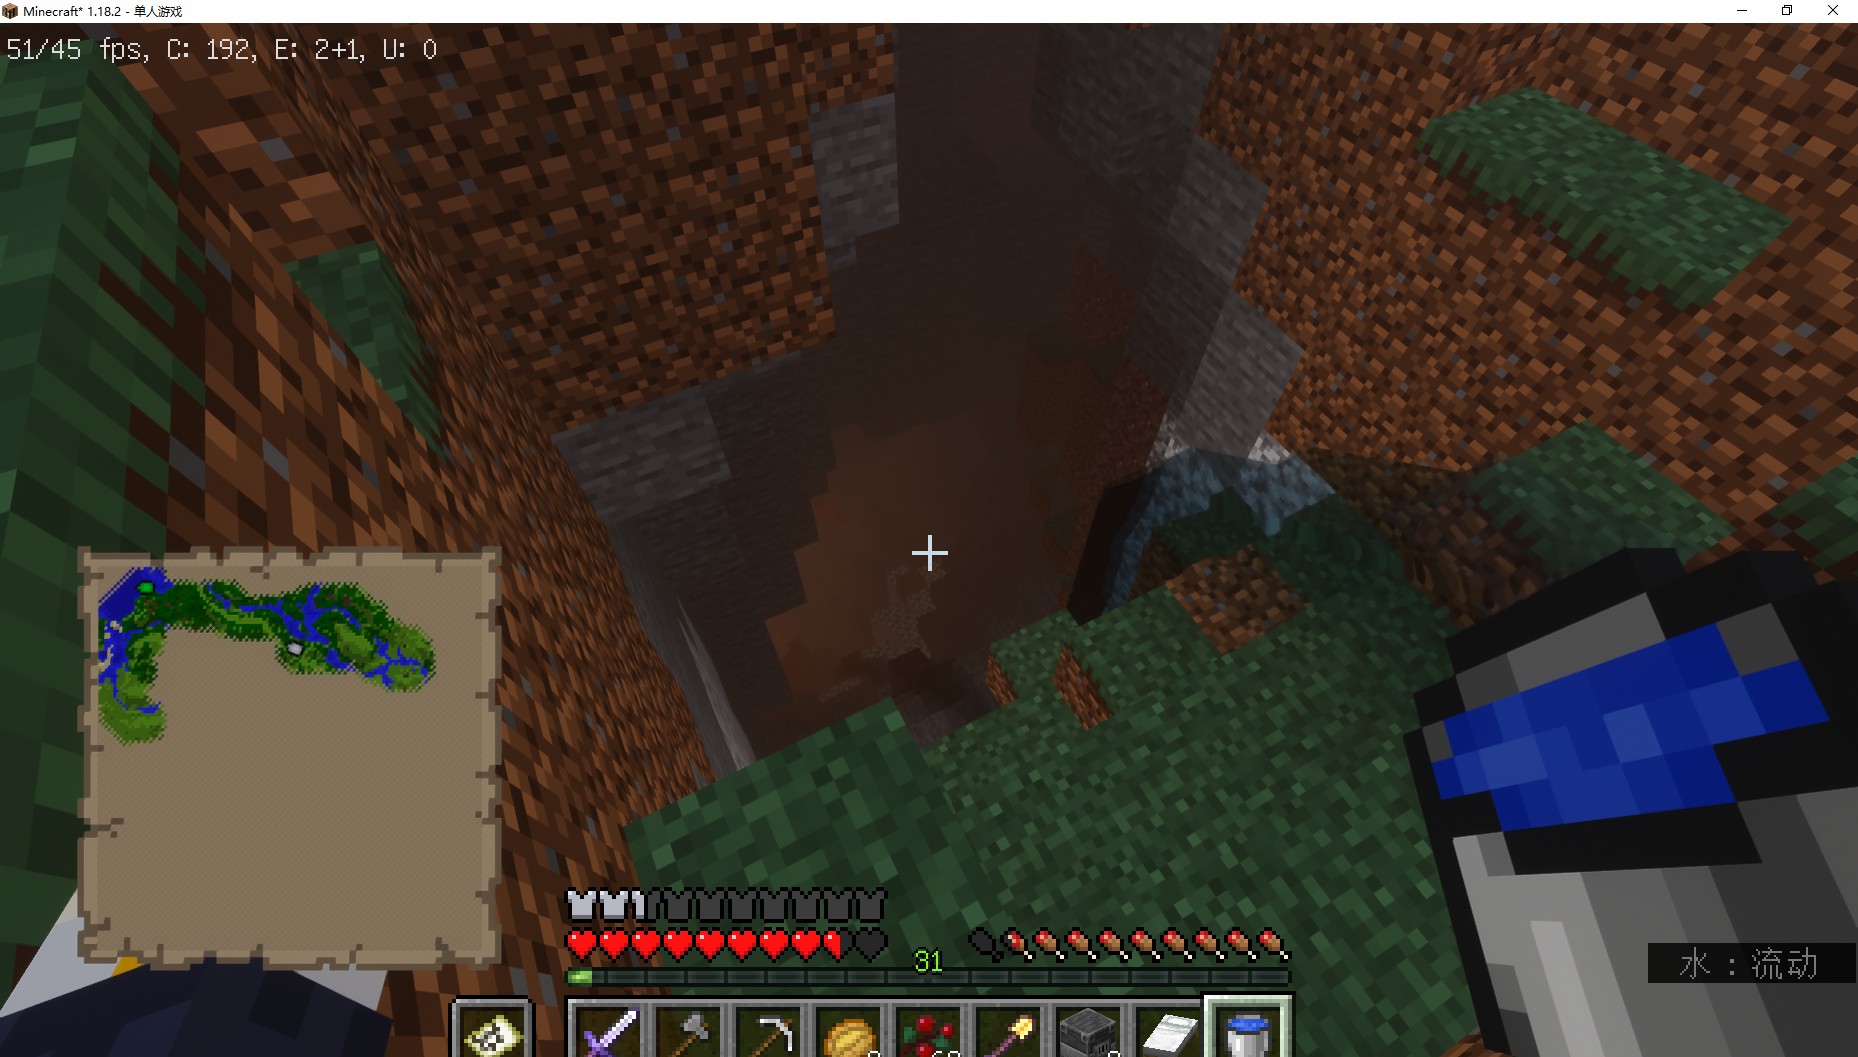 Minecraft* 1.18.2 - 单人游戏
51/45 fps, C: 192, E: 2+1, U: 0
31
水：流动